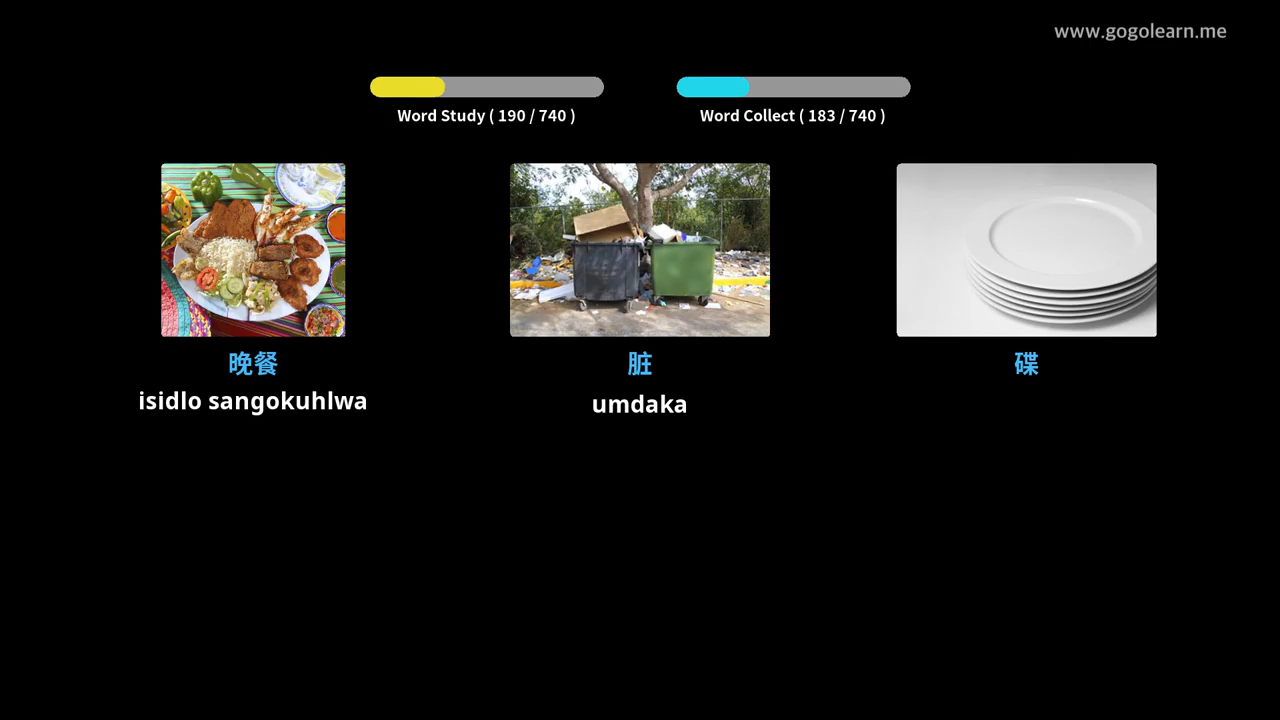 www.gogolearn.me
Word Study ( 190 / 740 )
Word Collect ( 183 / 740 )
晚餐
脏
碟
isidlo sangokuhlwa
umdaka